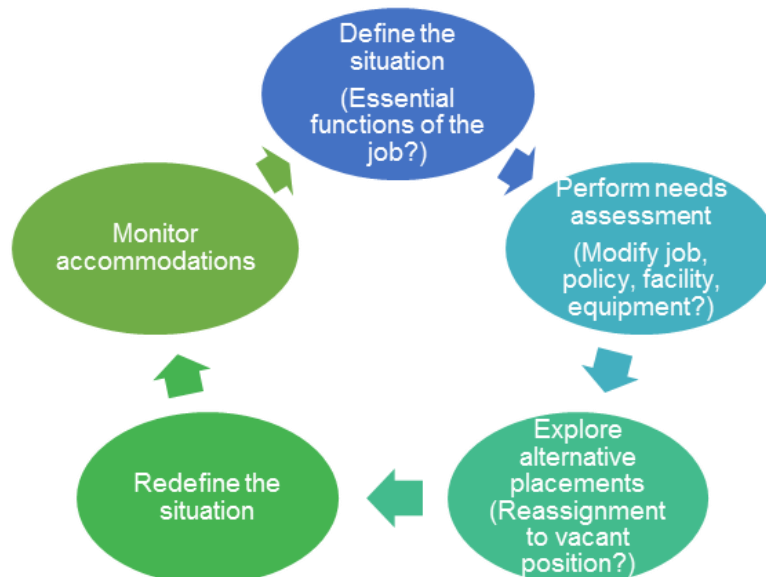 Define the
situation
(Essential
functions of the
job?)
Perform needs
assessment
(Modify job,
policy, facility,
equipment?)
Explore
alternative
placements
(Reassignment
to vacant
position?)
Redefine the
situation
Monitor
accommodations